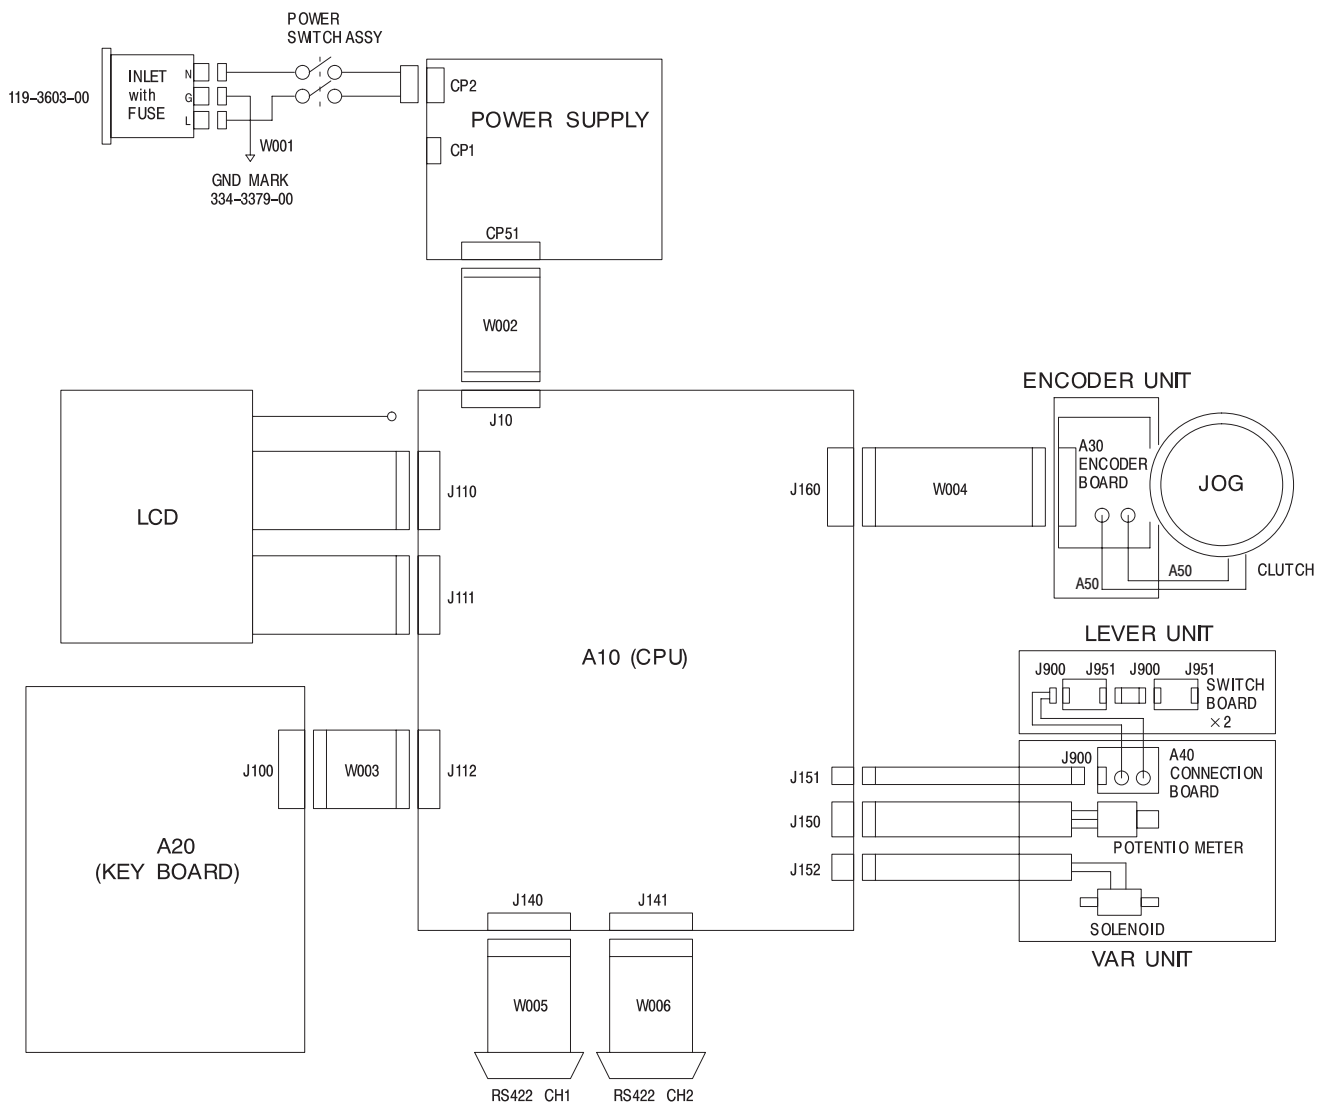 POWER
SWITCH ASSY
119-3603-00
INLET
with
FUSE
N
G
L
W001
GND MARK
334-3379-00
CP2
POWER SUPPLY
CP1
CP51
W002
J10
ENCODER UNIT
LCD
J110
J111
J160
W004
A30
ENCODER
BOARD
JOG
A50
A50
CLUTCH
A10 (CPU)
LEVER UNIT
J900
J951
J900
J951
SWITCH
BOARD
×2
J100
W003
J112
A20
(KEY BOARD)
J151
J150
J152
J900
A40
CONNECTION
BOARD
POTENTIO METER
SOLENOID
VAR UNIT
J140
J141
W005
W006
RS422 CH1
RS422 CH2